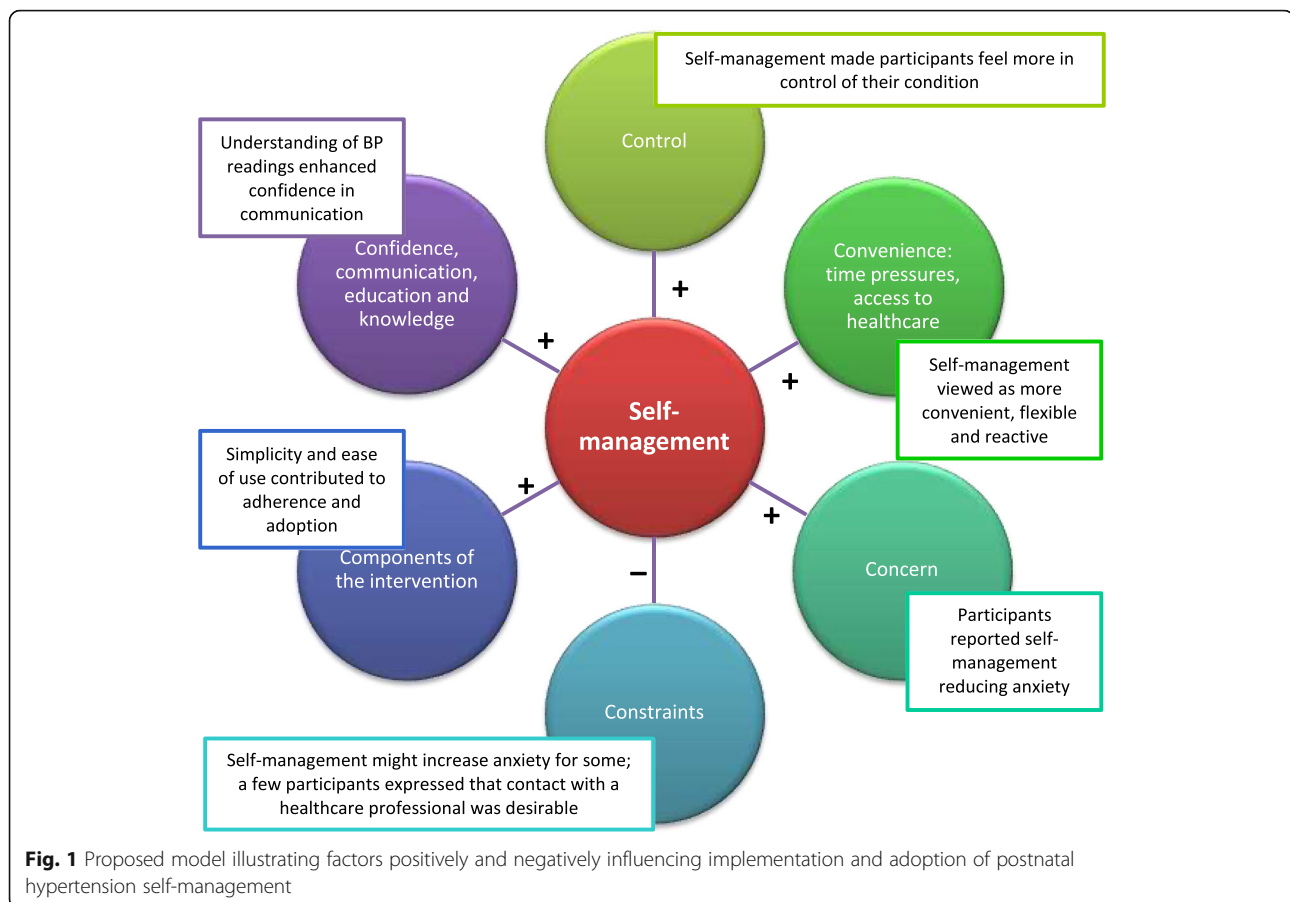 Self-management made participants feel more in
control of their condition
Control
Understanding of BP
readings enhanced
confidence in
communication
Confidence,
communication,
education and
knowledge
Convenience:
time pressures,
access to
healthcare
Self-management
viewed as more
convenient, flexible
and reactive
+
+
+
Self-
management
Simplicity and ease
of use contributed to
adherence and
adoption
Components of
the intervention
+
+
–
Concern
Participants
reported self-
management
reducing anxiety
Constraints
Self-management might increase anxiety for some;
a few participants expressed that contact with a
healthcare professional was desirable
Fig. 1 Proposed model illustrating factors positively and negatively influencing implementation and adoption of postnatal
hypertension self-management